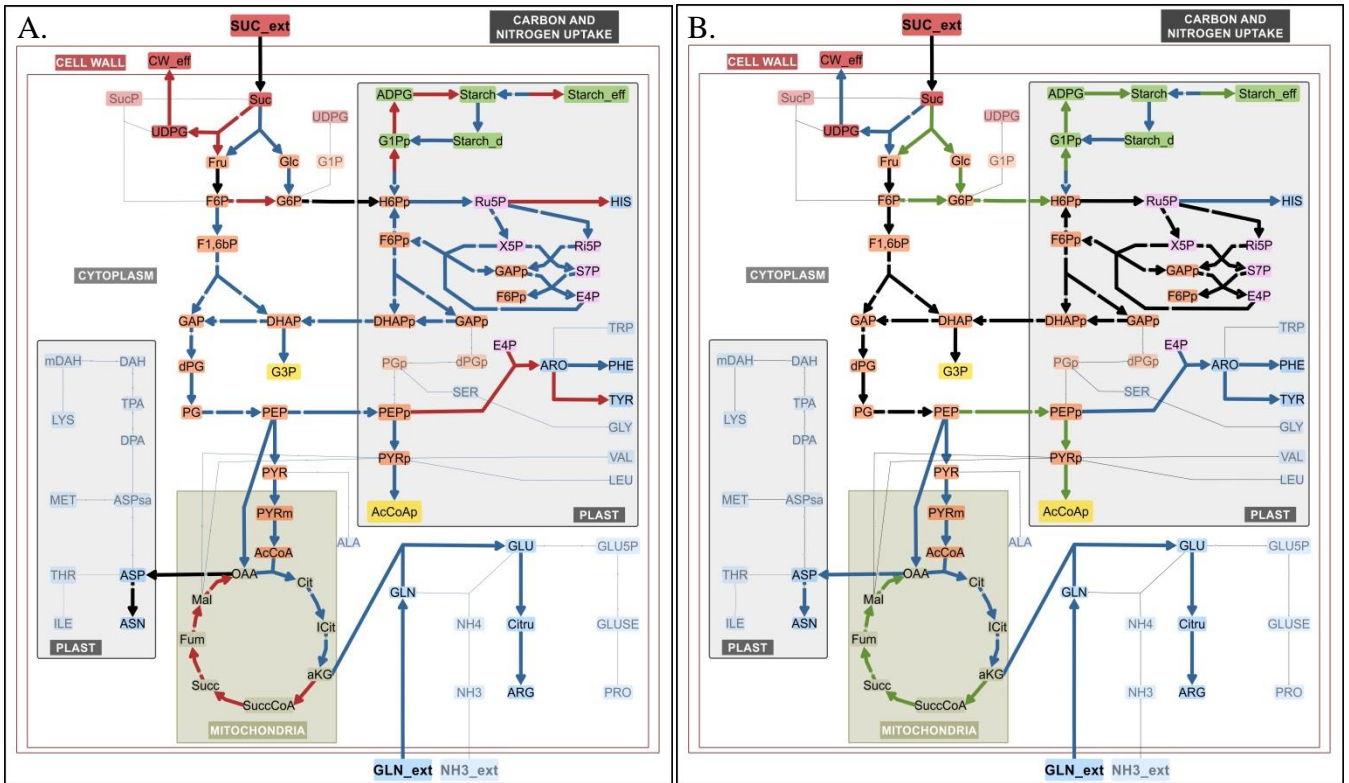 A.
SUC_ext
CARBON AND
NITROGEN UPTAKE
CELL WALL
CW_eff
SucP
Suc
UDPG
UDPG
ADPG
Starch
Starch_eff
G1Pp
Starch_d
Fru
Glc
G1P
F6P
G6P
H6Pp
Ru5P
HIS
F1,6bP
F6Pp
X5P
Ri5P
CYTOPLASM
GAPp
S7P
F6Pp
E4P
GAP
DHAP
DHAPp
GAPp
TRP
E4P
mDAH
DAH
dPG
G3P
PGp
dPGp
ARO
PHE
SER
LYS
TPA
PG
PEP
PEPp
TYR
GLY
DPA
PYR
PYRp
VAL
LEU
MET
ASPsa
PYRm
AcCoAp
PLAST
AcCoA
ALA
GLU
GLU5P
THR
ASP
OAA
Cit
GLN
Mal
ILE
ASN
ICit
NH4
Citru
GLUSE
Fum
PLAST
aKG
Succ
SuccCoA
NH3
ARG
PRO
MITOCHONDRIA
GLN_ext
NH3_ext
B.
SUC_ext
CARBON AND
NITROGEN UPTAKE
CELL WALL
CW_eff
SucP
Suc
UDPG
UDPG
ADPG
Starch
Starch_eff
G1Pp
Starch_d
Fru
Glc
G1P
F6P
G6P
H6Pp
Ru5P
HIS
F1,6bP
F6Pp
X5P
Ri5P
CYTOPLASM
GAPp
S7P
F6Pp
E4P
GAP
DHAP
DHAPp
GAPp
TRP
E4P
mDAH
DAH
dPG
G3P
PGp
dPGp
ARO
PHE
SER
LYS
TPA
PG
PEP
PEPp
TYR
GLY
DPA
PYR
PYRp
VAL
LEU
MET
ASPsa
PYRm
AcCoAp
PLAST
AcCoA
ALA
GLU
GLU5P
THR
ASP
OAA
Cit
GLN
Mal
ILE
ASN
ICit
NH4
Citru
GLUSE
Fum
PLAST
aKG
Succ
SuccCoA
NH3
ARG
PRO
MITOCHONDRIA
GLN_ext
NH3_ext